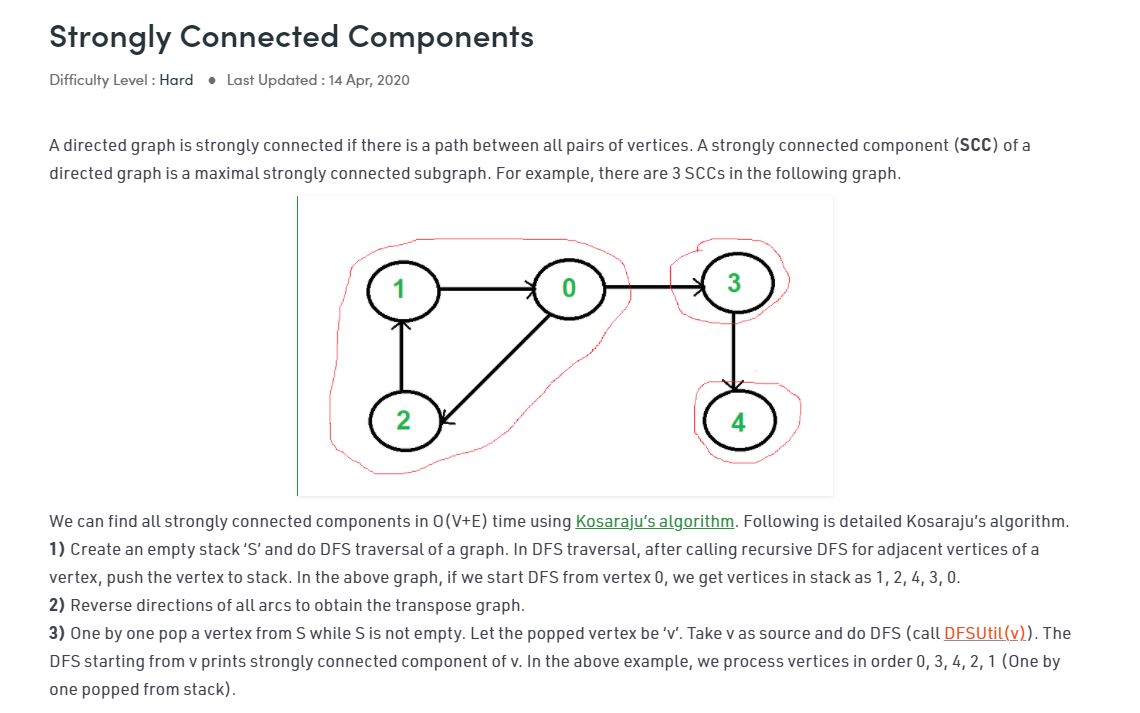 Strongly Connected Components
Difficulty Level : Hard • Last Updated : 14 Apr, 2020
A directed graph is strongly connected if there is a path between all pairs of vertices. A strongly connected component (SCC) of a
directed graph is a maximal strongly connected subgraph. For example, there are 3 SCCs in the following graph.
1 0 3
2 4
We can find all strongly connected components in O(V+E) time using Kosaraju's algorithm. Following is detailed Kosaraju's algorithm.
1) Create an empty stack 'S' and do DFS traversal of a graph. In DFS traversal, after calling recursive DFS for adjacent vertices of a
vertex, push the vertex to stack. In the above graph, if we start DFS from vertex 0, we get vertices in stack as 1, 2, 4, 3, 0.
2) Reverse directions of all arcs to obtain the transpose graph.
3) One by one pop a vertex from S while S is not empty. Let the popped vertex be 'v'. Take v as source and do DFS (call DFSUtil(v)). The
DFS starting from v prints strongly connected component of v. In the above example, we process vertices in order 0, 3, 4, 2, 1 (One by
one popped from stack).